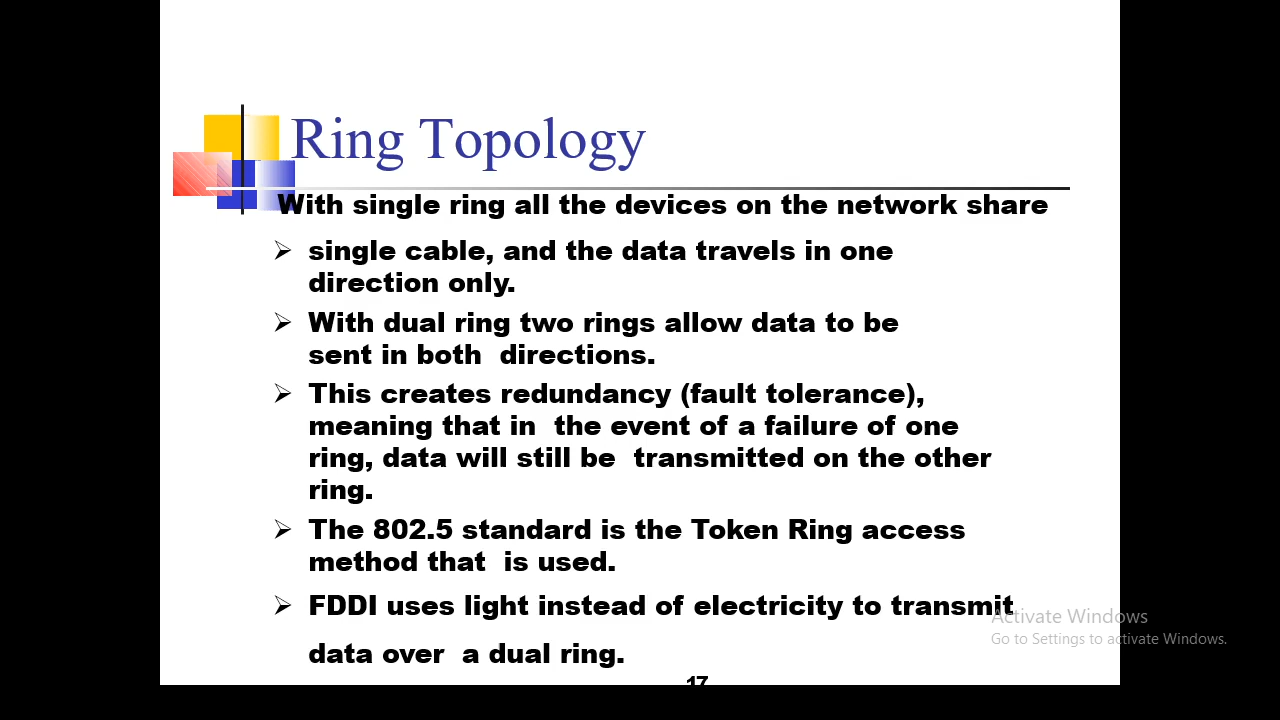 Ring Topology
With single ring all the devices on the network share
➢ single cable, and the data travels in one
direction only.
➢ With dual ring two rings allow data to be
sent in both directions.
➢ This creates redundancy (fault tolerance),
meaning that in the event of a failure of one
ring, data will still be transmitted on the other
ring.
➢ The 802.5 standard is the Token Ring access
method that is used.
➢ FDDI uses light instead of electricity to transmit
data over a dual ring.
Activate Windows
Go to Settings to activate Windows.
17